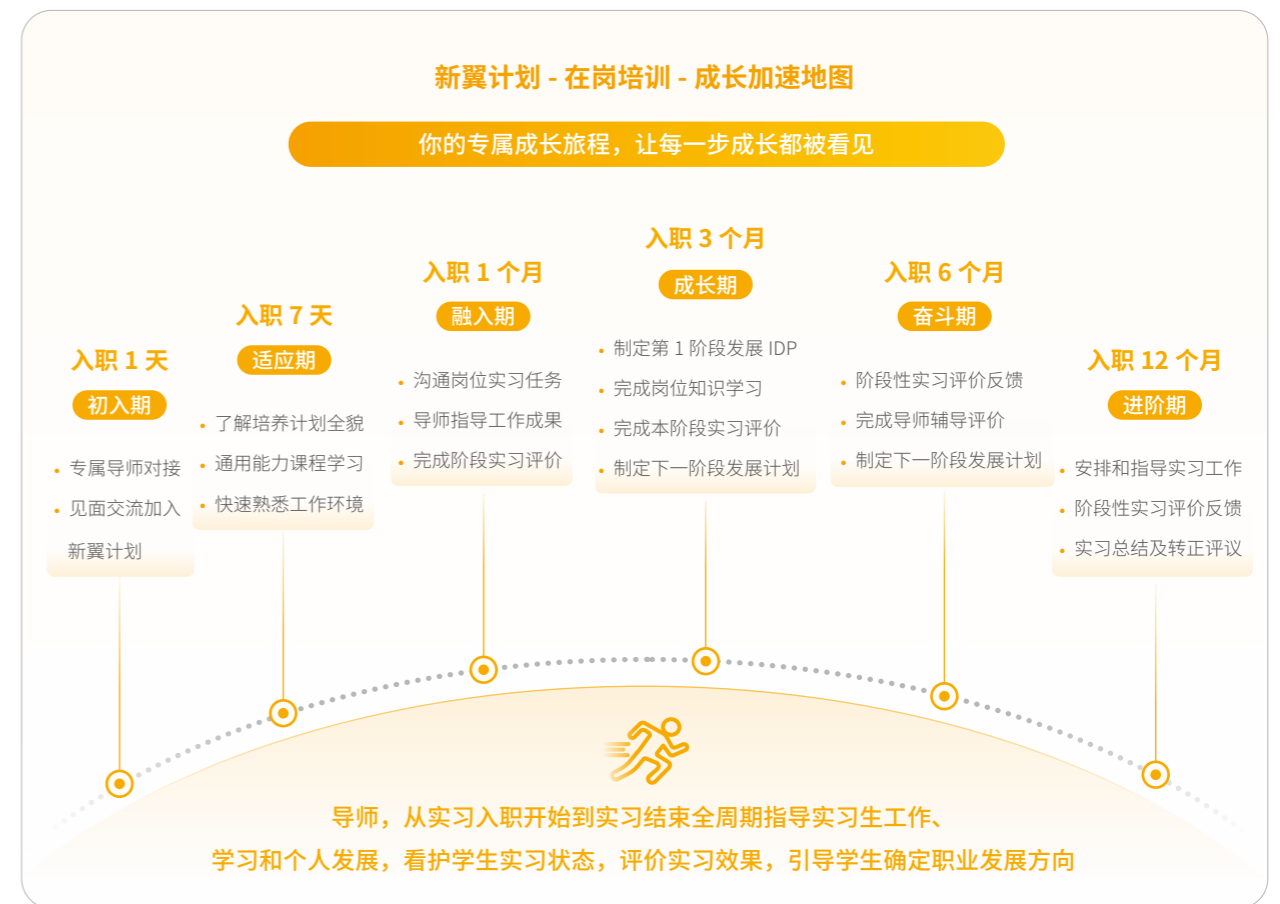 新翼计划 - 在岗培训 - 成长加速地图
你的专属成长旅程，让每一步成长都被看见
入职 1 天
初入期
• 专属导师对接
• 见面交流加入
新翼计划
入职 7 天
适应期
• 了解培养计划全貌
• 通用能力课程学习
• 快速熟悉工作环境
入职 1 个月
融入期
• 沟通岗位实习任务
• 导师指导工作成果
• 完成阶段实习评价
入职 3 个月
成长期
• 制定第 1 阶段发展 IDP
• 完成岗位知识学习
• 完成本阶段实习评价
• 制定下一阶段发展计划
入职 6 个月
奋斗期
• 阶段性实习评价反馈
• 完成导师辅导评价
• 制定下一阶段发展计划
入职 12 个月
进阶期
• 安排和指导实习工作
• 阶段性实习评价反馈
• 实习总结及转正评议
导师，从实习入职开始到实习结束全周期指导实习生工作、
学习和个人发展，看护学生实习状态，评价实习效果，引导学生确定职业发展方向